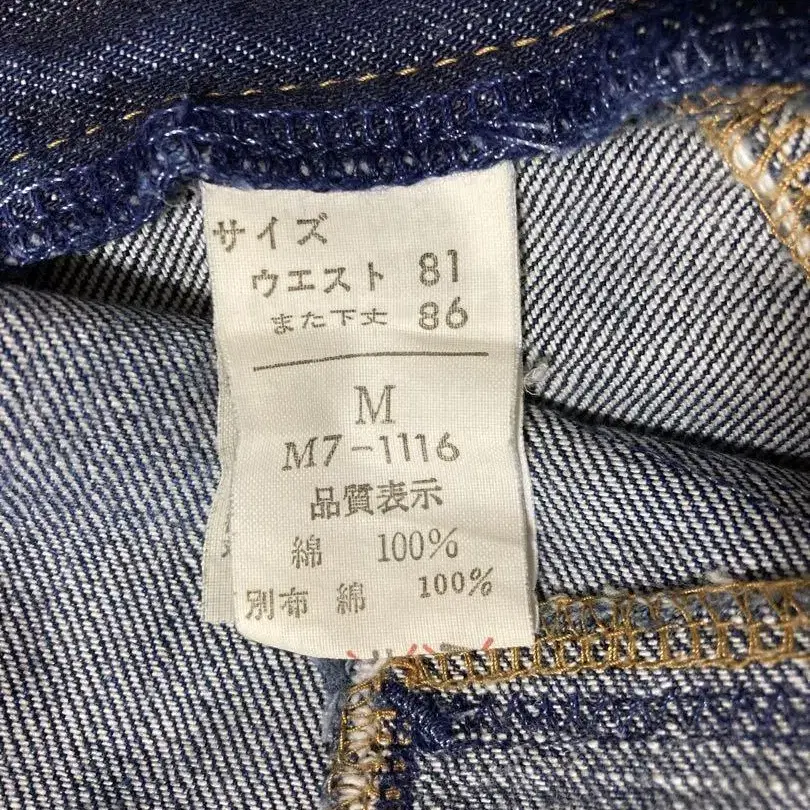 サイズ
ウエスト 81
また下丈 86
M
M7-1116
品質表示
綿 100%
別布 綿 100%